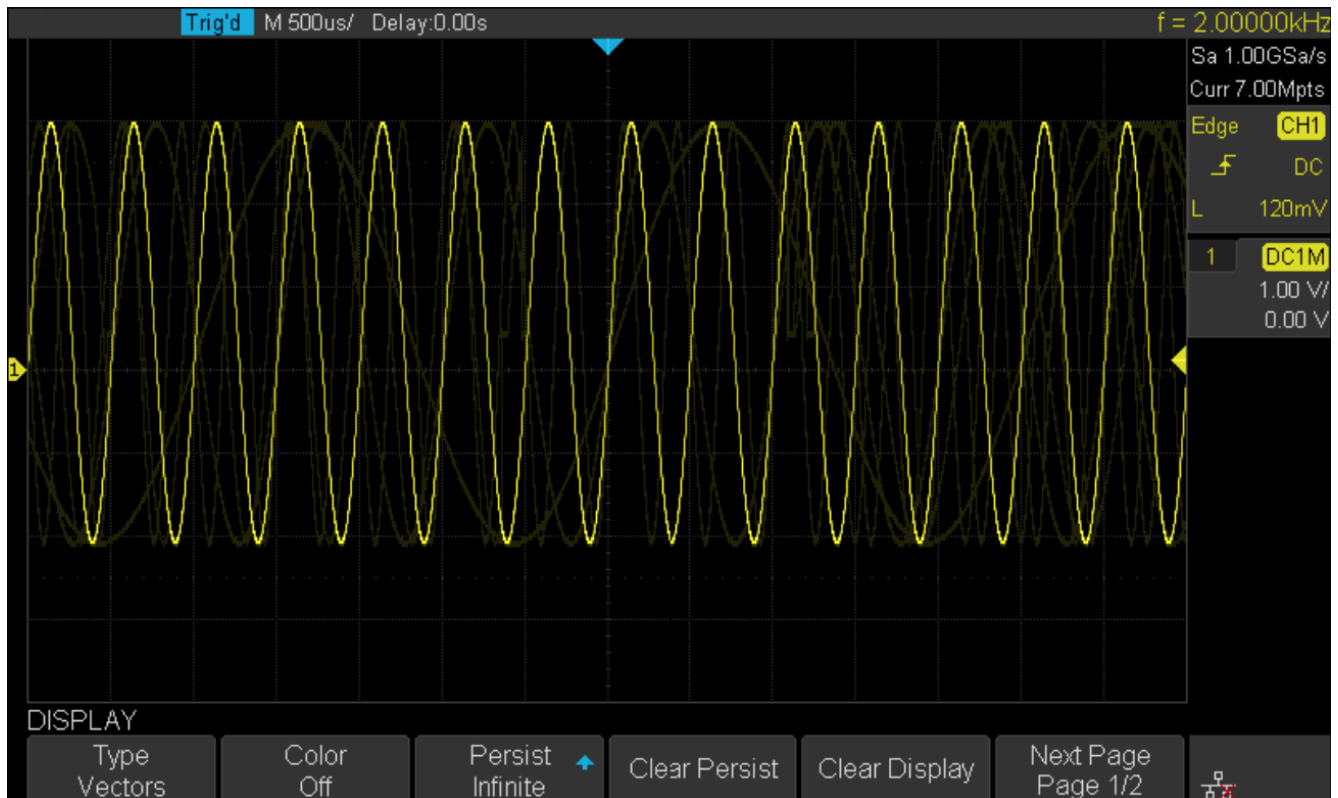 Trig'd M 500us/ Delay:0.00s f = 2.00000kHz
Sa 1.00GSa/s
Curr 7.00Mpts
Edge CH1
DC
L 120mV
1 DC1M
1.00 V/
0.00 V
1
DISPLAY
Type
Vectors
Color
Off
Persist
Infinite
Clear Persist
Clear Display
Next Page
Page 1/2